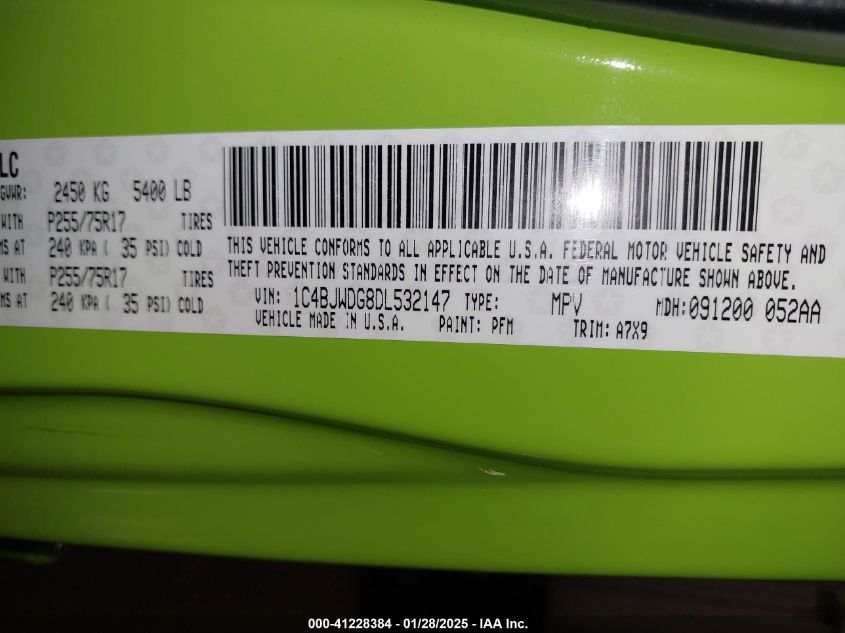 LC
GVWR: 2450 KG 5400 LB
WITH P255/75R17 TIRES
MS AT 240 KPA ( 35 PSI) COLD
WITH P255/75R17 TIRES
MS AT 240 KPA ( 35 PSI) COLD
THIS VEHICLE CONFORMS TO ALL APPLICABLE U.S.A. FEDERAL MOTOR VEHICLE SAFETY AND
THEFT PREVENTION STANDARDS IN EFFECT ON THE DATE OF MANUFACTURE SHOWN ABOVE.
VIN: 1C4BJWDG8DL532147 TYPE: MPV MDH: 091200 052AA
VEHICLE MADE IN U.S.A. PAINT: PFM TRIM: A7X9
000-41228384 — 01/28/2025 — IAA Inc.